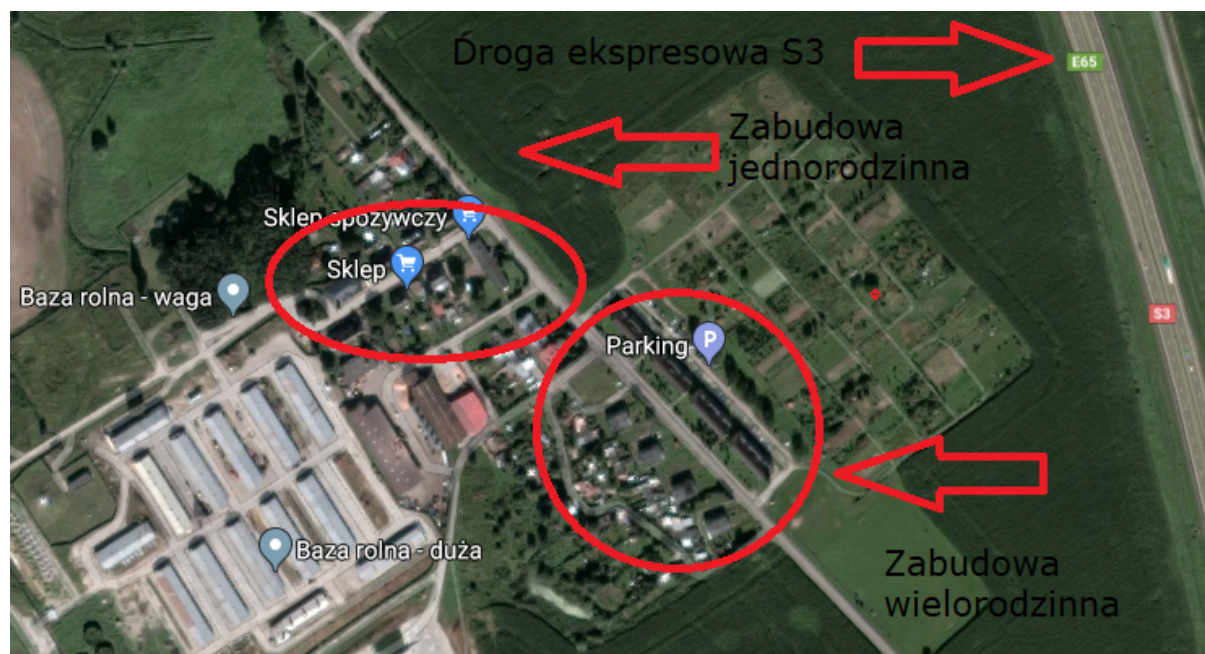 Droga ekspresowa S3
E65
Zabudowa
jednorodzinna
Sklep spożywczy
Sklep
Baza rolna - waga
S3
Parking
P
Baza rolna - duża
Zabudowa
wielorodzinna